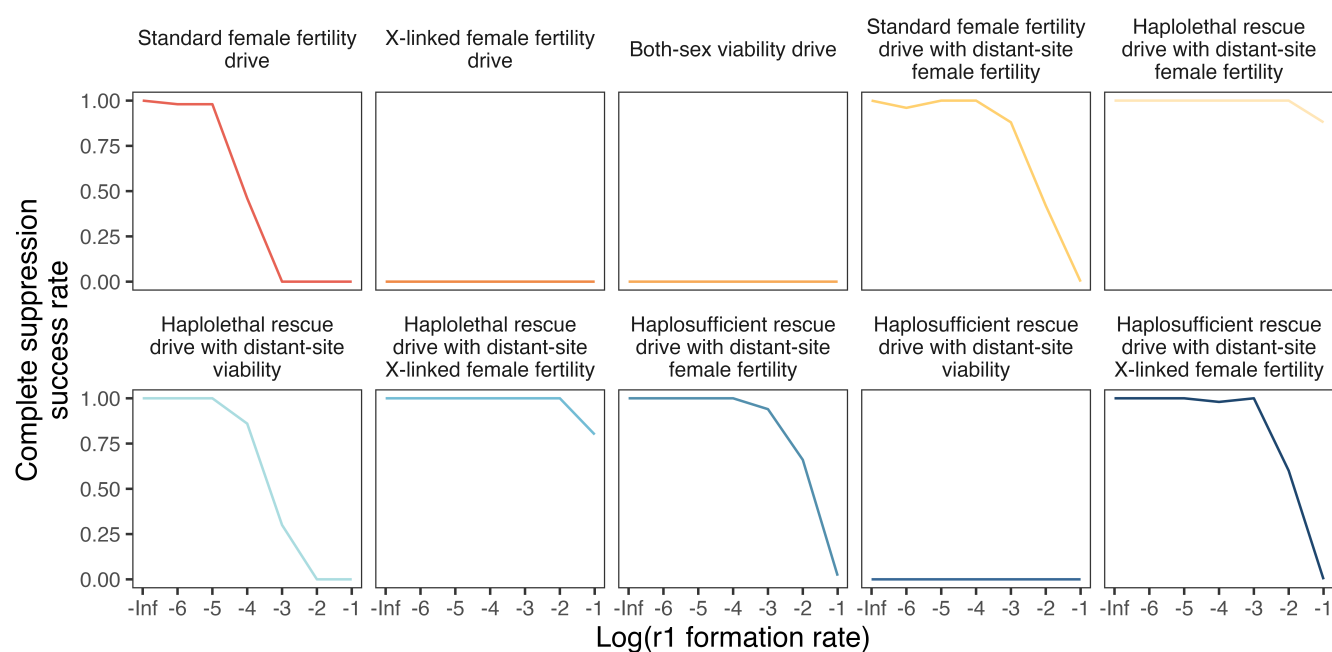 Standard female fertility
drive
X-linked female fertility
drive
Both-sex viability drive
Standard female fertility
drive with distant-site
female fertility
Haplolethal rescue
drive with distant-site
female fertility
1.00
0.75
0.50
0.25
0.00
Complete suppression
success rate
Haplolethal rescue
drive with distant-site
viability
Haplolethal rescue
drive with distant-site
X-linked female fertility
Haplosufficient rescue
drive with distant-site
female fertility
Haplosufficient rescue
drive with distant-site
viability
Haplosufficient rescue
drive with distant-site
X-linked female fertility
1.00
0.75
0.50
0.25
0.00
-Inf -6 -5 -4 -3 -2 -1
-Inf -6 -5 -4 -3 -2 -1
-Inf -6 -5 -4 -3 -2 -1
-Inf -6 -5 -4 -3 -2 -1
-Inf -6 -5 -4 -3 -2 -1
Log(r1 formation rate)